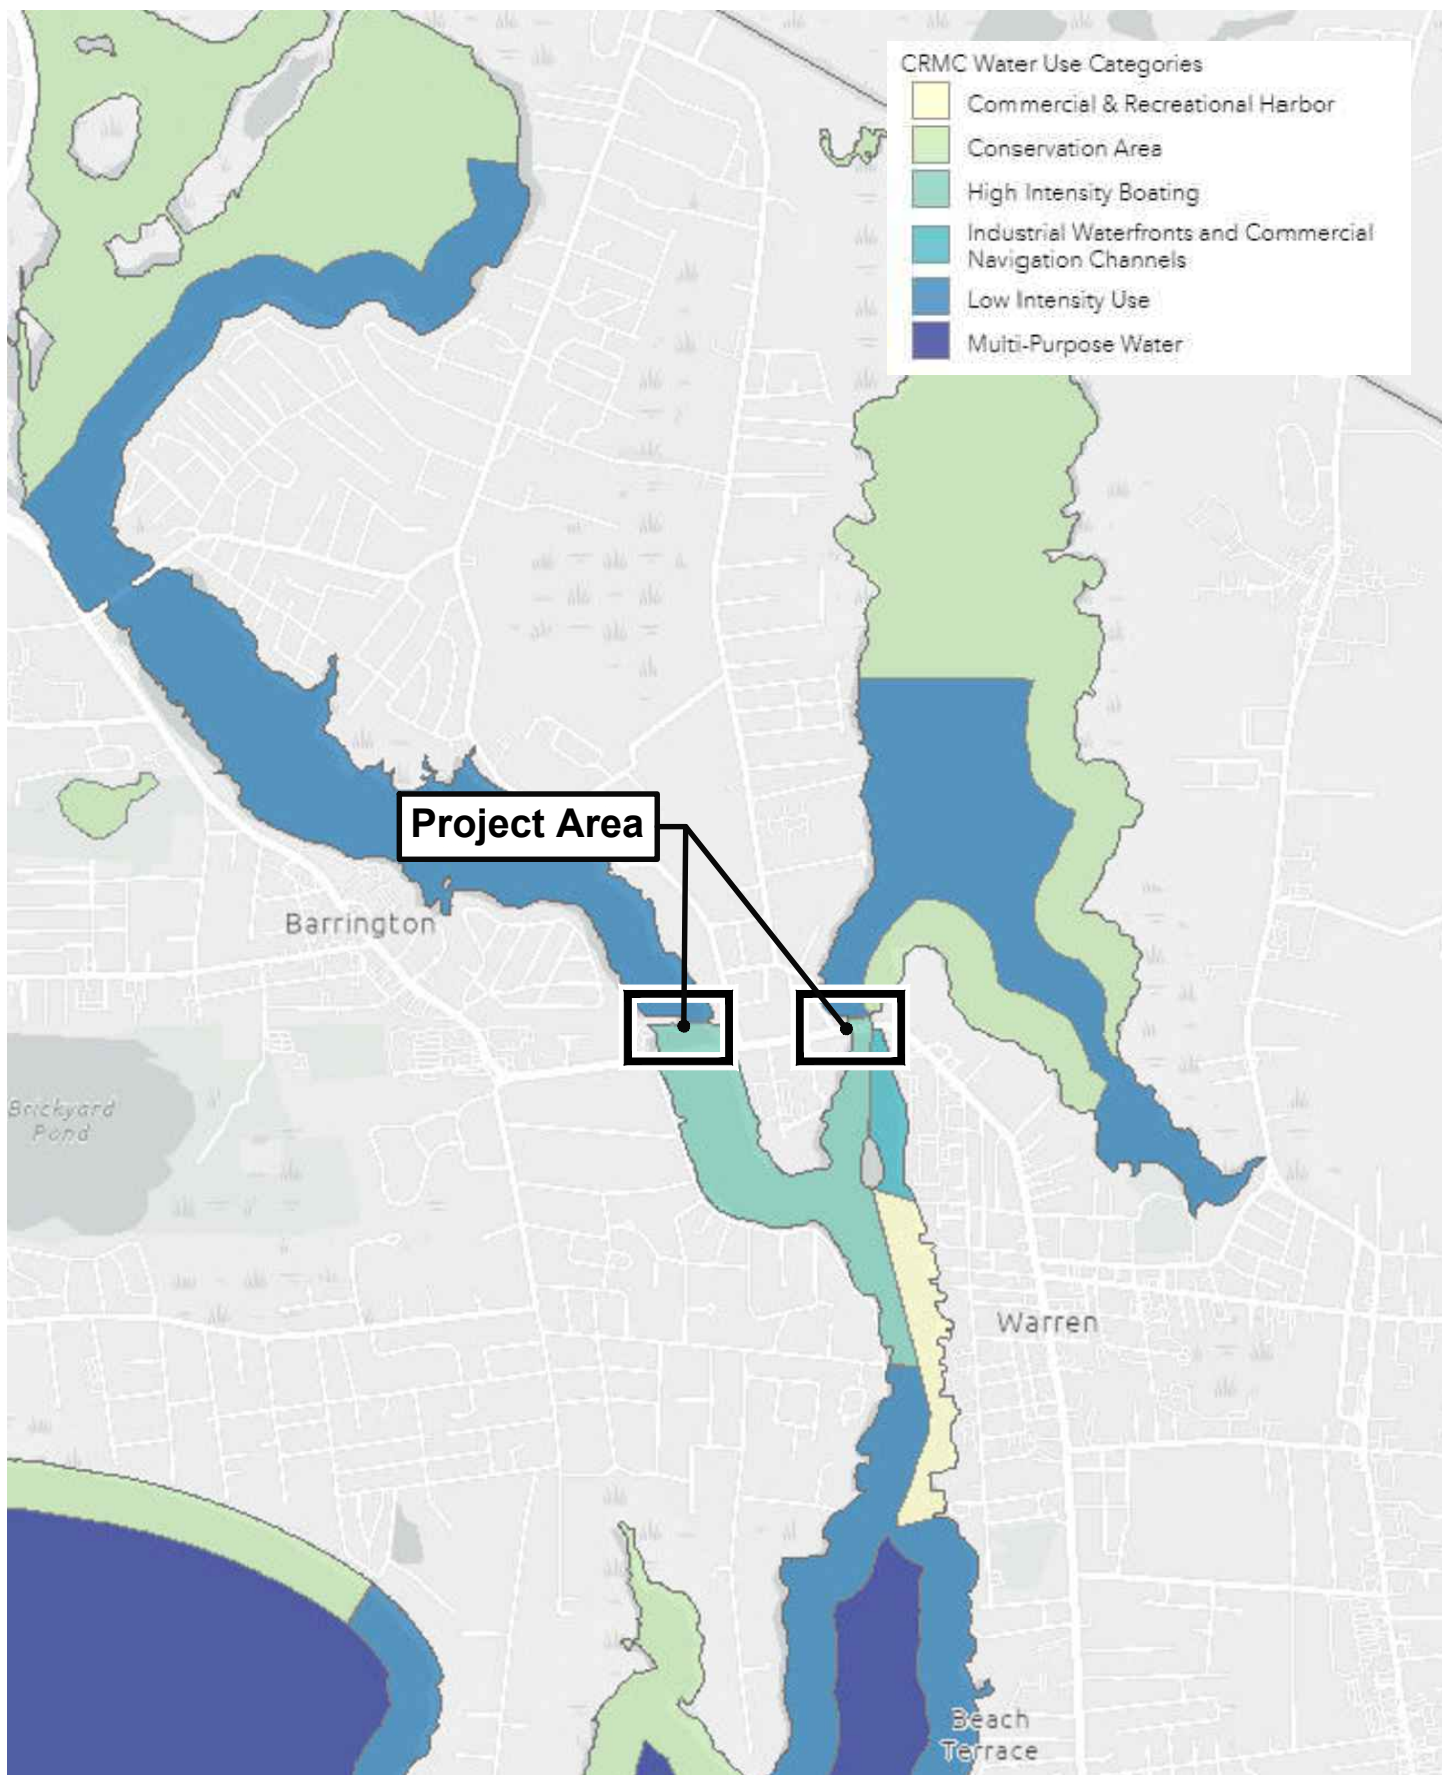 CRMC Water Use Categories
Commercial & Recreational Harbor
Conservation Area
High Intensity Boating
Industrial Waterfronts and Commercial
Navigation Channels
Low Intensity Use
Multi-Purpose Water
Project Area
Barrington
Brickyard
Pond
Warren
Beach
Terrace